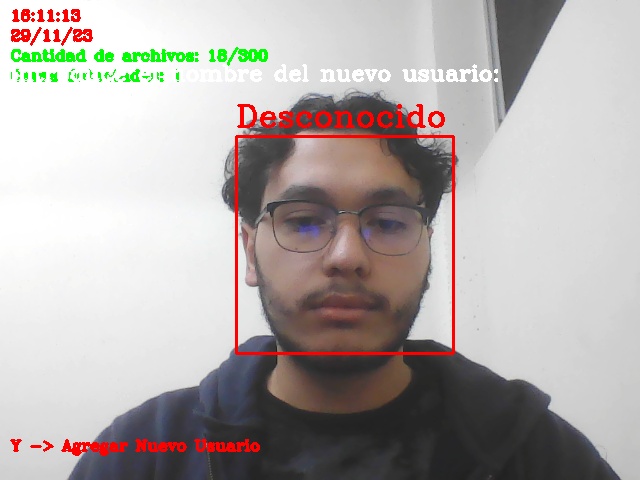 16:11:13
29/11/23
Cantidad de archivos: 18/300
nombre del nuevo usuario:
Desconocido
Y -> Agregar Nuevo Usuario